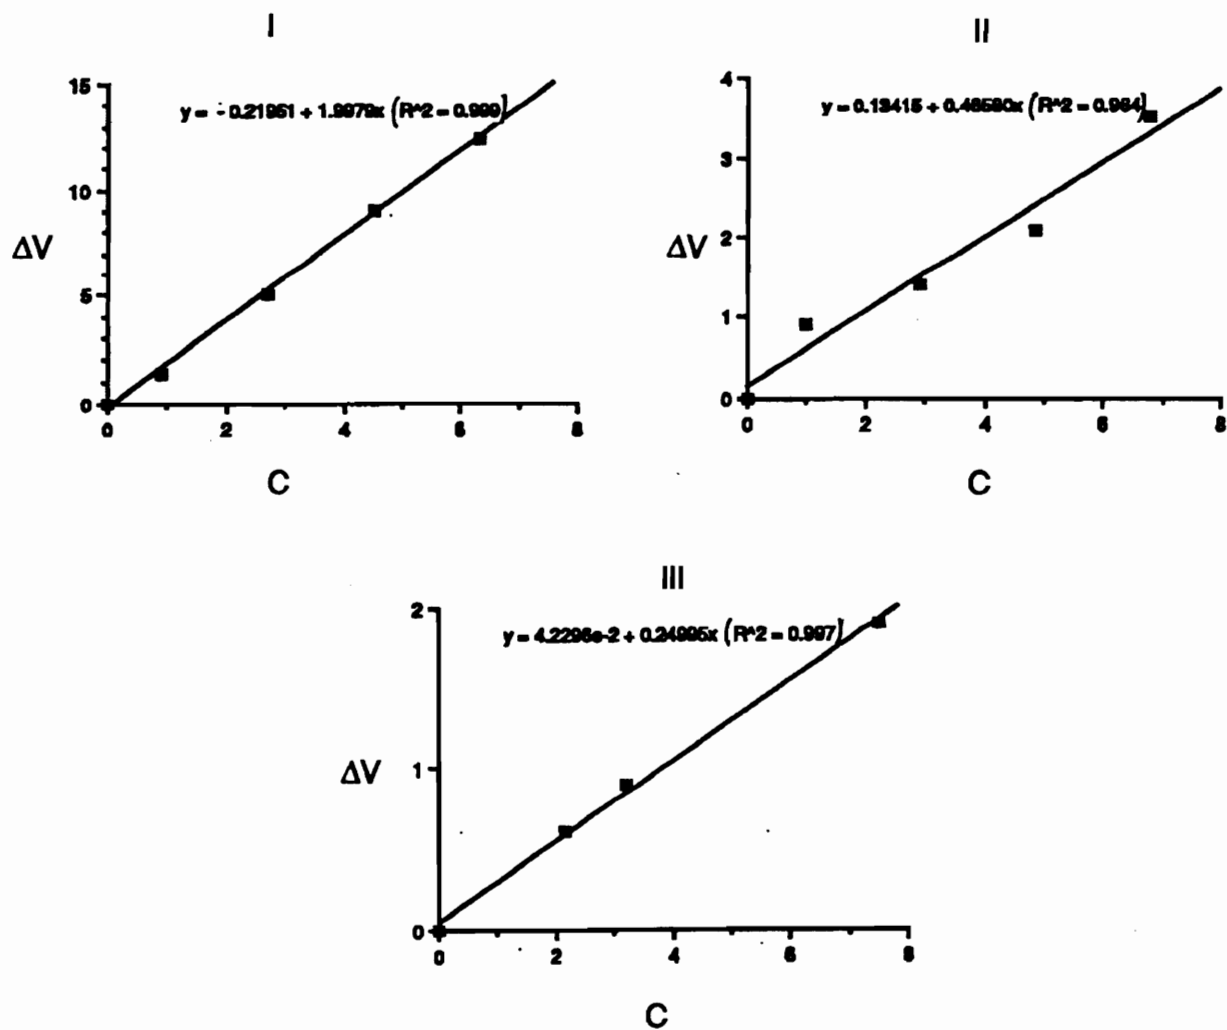 I
15
10
5
0
y = - 0.21951 + 1.9979x (R^2 = 0.999)
ΔV
0 2 4 6 8
C
II
4
3
2
1
0
y = 0.13415 + 0.46580x (R^2 = 0.964)
ΔV
0 2 4 6 8
C
III
2
1
0
y = 4.2296e-2 + 0.24995x (R^2 = 0.997)
ΔV
0 2 4 6 8
C